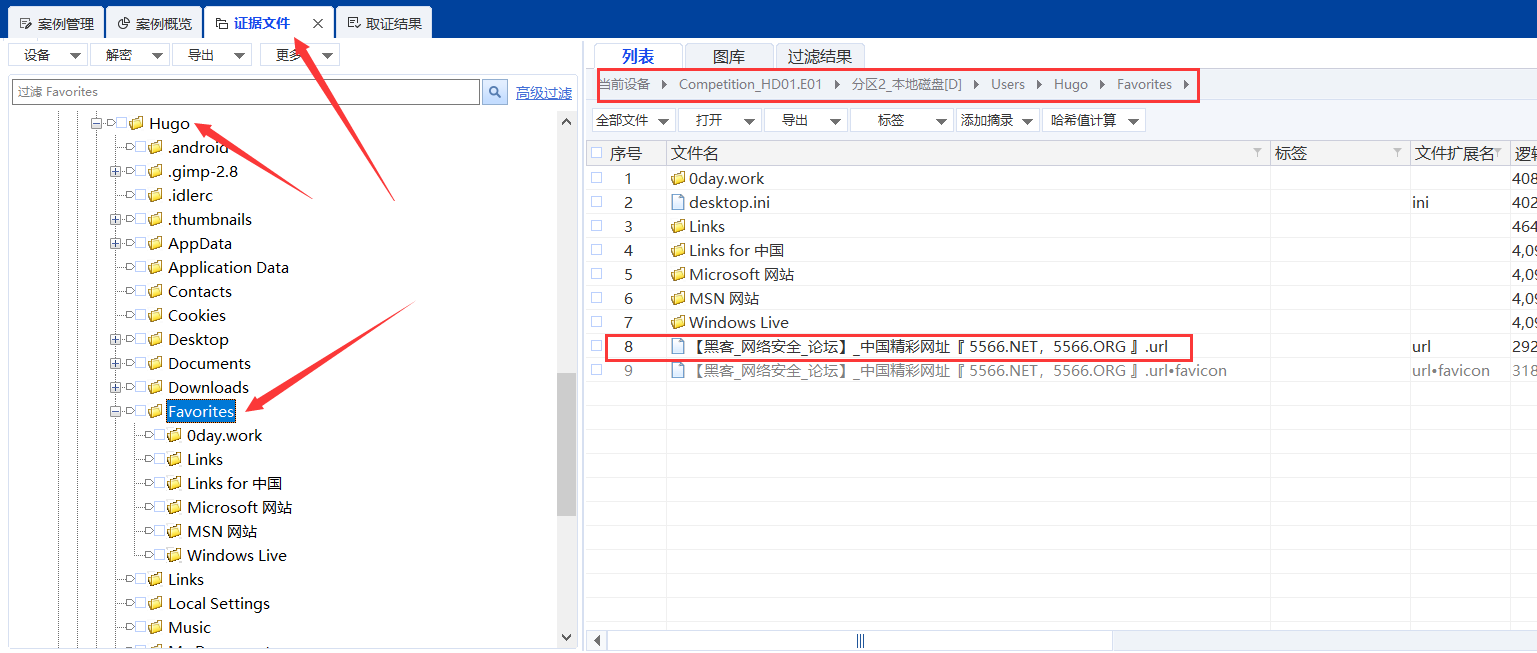 案例管理 案例概览 证据文件 取证结果
设备 解密 导出 更多
过滤 Favorites 高级过滤
Hugo
.android
.gimp-2.8
.idlerc
.thumbnails
AppData
Application Data
Contacts
Cookies
Desktop
Documents
Downloads
Favorites
0day.work
Links
Links for 中国
Microsoft 网站
MSN 网站
Windows Live
Links
Local Settings
Music
列表 图库 过滤结果
当前设备 Competition_HD01.E01 分区2_本地磁盘[D] Users Hugo Favorites
全部文件 打开 导出 标签 添加摘录 哈希值计算
序号 文件名 标签 文件扩展名 逻辑
1 0day.work 408
2 desktop.ini ini 402
3 Links 464
4 Links for 中国 4,09
5 Microsoft 网站 4,09
6 MSN 网站 4,09
7 Windows Live 4,09
8 【黑客_网络安全_论坛】_中国精彩网址『 5566.NET，5566.ORG 』.url url 292
9 【黑客_网络安全_论坛】_中国精彩网址『 5566.NET，5566.ORG 』.url•favicon url•favicon 318